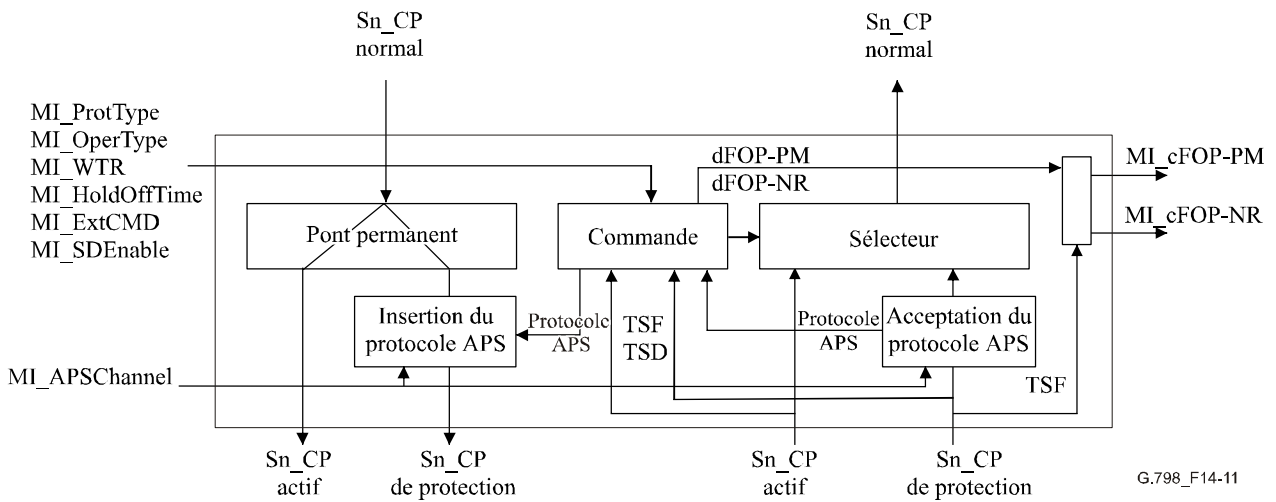 Sn_CP
normal
Sn_CP
normal
MI_ProtType
MI_OperType
MI_WTR
MI_HoldOffTime
MI_ExtCMD
MI_SDEnable
dFOP-PM
dFOP-NR
MI_cFOP-PM
MI_cFOP-NR
Pont permanent
Commande
Sélecteur
Insertion du
protocole APS
Protocole
APS
TSF
TSD
Protocole
APS
Acceptation du
protocole APS
TSF
MI_APSChannel
Sn_CP
actif
Sn_CP
de protection
Sn_CP
actif
Sn_CP
de protection
G.798_F14-11